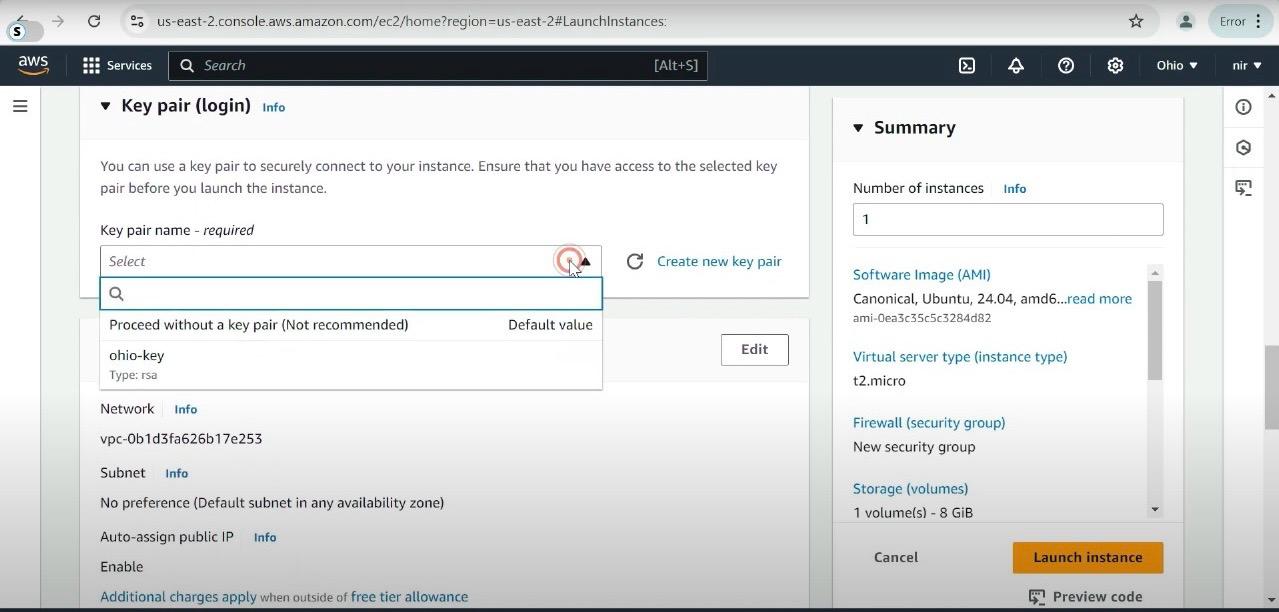 S
us-east-2.console.aws.amazon.com/ec2/home?region=us-east-2#LaunchInstances:
Error
aws
Services
Search
[Alt+S]
Ohio
nir
Key pair (login) Info
You can use a key pair to securely connect to your instance. Ensure that you have access to the selected key
pair before you launch the instance.
Key pair name - required
Select
Create new key pair
Proceed without a key pair (Not recommended) Default value
ohio-key
Type: rsa
Edit
Network Info
vpc-0b1d3fa626b17e253
Subnet Info
No preference (Default subnet in any availability zone)
Auto-assign public IP Info
Enable
Additional charges apply when outside of free tier allowance
Summary
Number of instances Info
1
Software Image (AMI)
Canonical, Ubuntu, 24.04, amd6...read more
ami-0ea3c35c5c3284d82
Virtual server type (instance type)
t2.micro
Firewall (security group)
New security group
Storage (volumes)
1 volume(s) - 8 GiB
Cancel
Launch instance
Preview code